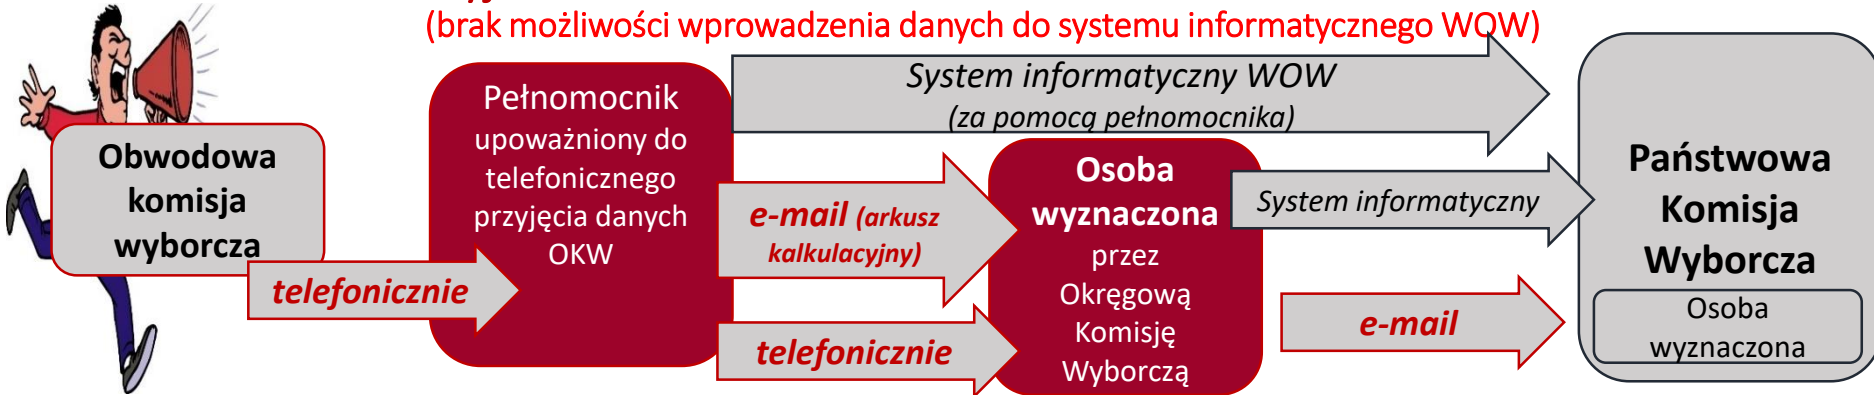 (brak możliwości wprowadzenia danych do systemu informatycznego WOW)
Obwodowa
komisja
wyborcza
telefonicznie
Pełnomocnik
upoważniony do
telefonicznego
przyjęcia danych
OKW
System informatyczny WOW
(za pomocą pełnomocnika)
e-mail (arkusz
kalkulacyjny)
telefonicznie
Osoba
wyznaczona
przez
Okręgową
Komisję
Wyborczą
System informatyczny
e-mail
Państwowa
Komisja
Wyborcza
Osoba
wyznaczona